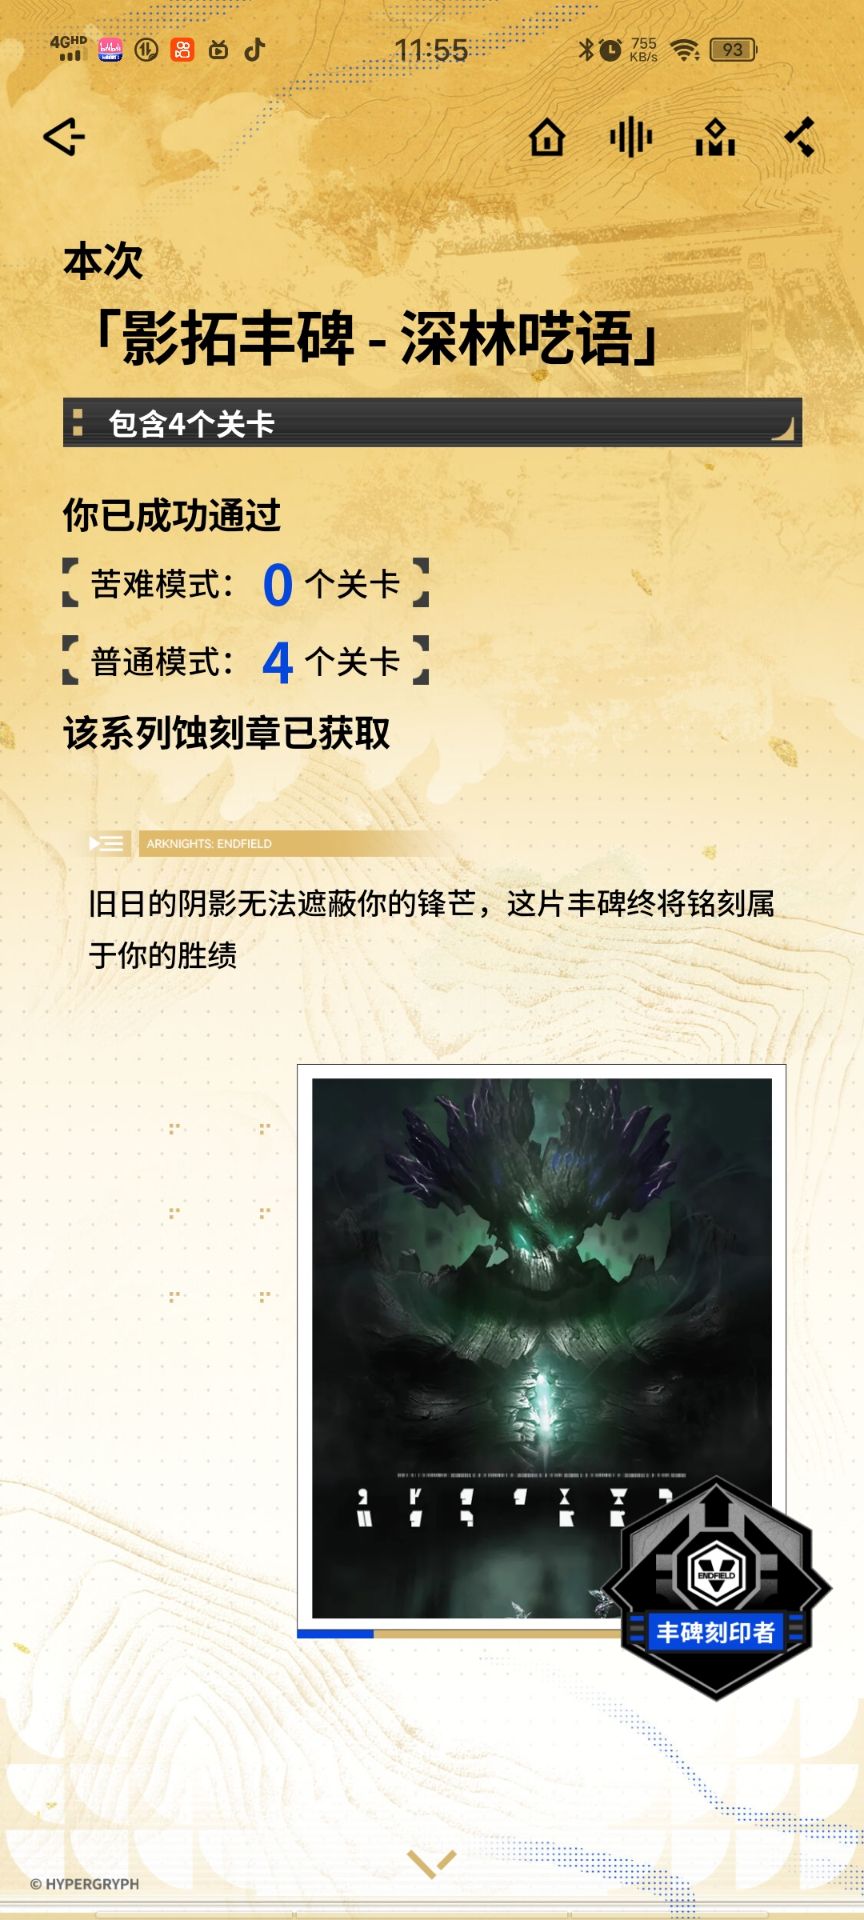 4GHD
11:55
755
KB/s
93
本次
「影拓丰碑 - 深林呓语」
包含4个关卡
你已成功通过
苦难模式： 0 个关卡
普通模式： 4 个关卡
该系列蚀刻章已获取
ARKNIGHTS: ENDFIELD
旧日的阴影无法遮蔽你的锋芒，这片丰碑终将铭刻属
于你的胜绩
ENDFIELD
丰碑刻印者
© HYPERGRYPH